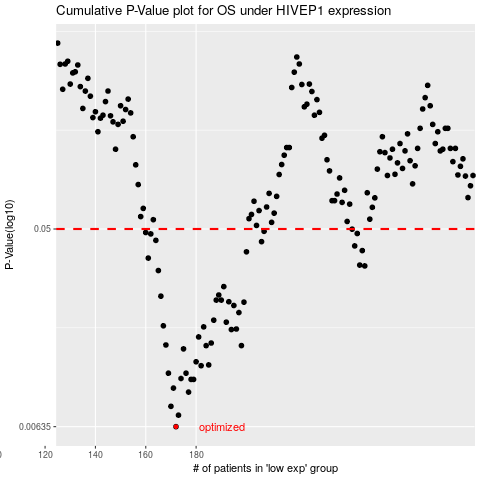 Cumulative P-Value plot for OS under HIVEP1 expression
P-Value(log10)
0.05
0.00635
optimized
0 120 140 160 180
# of patients in 'low exp' group